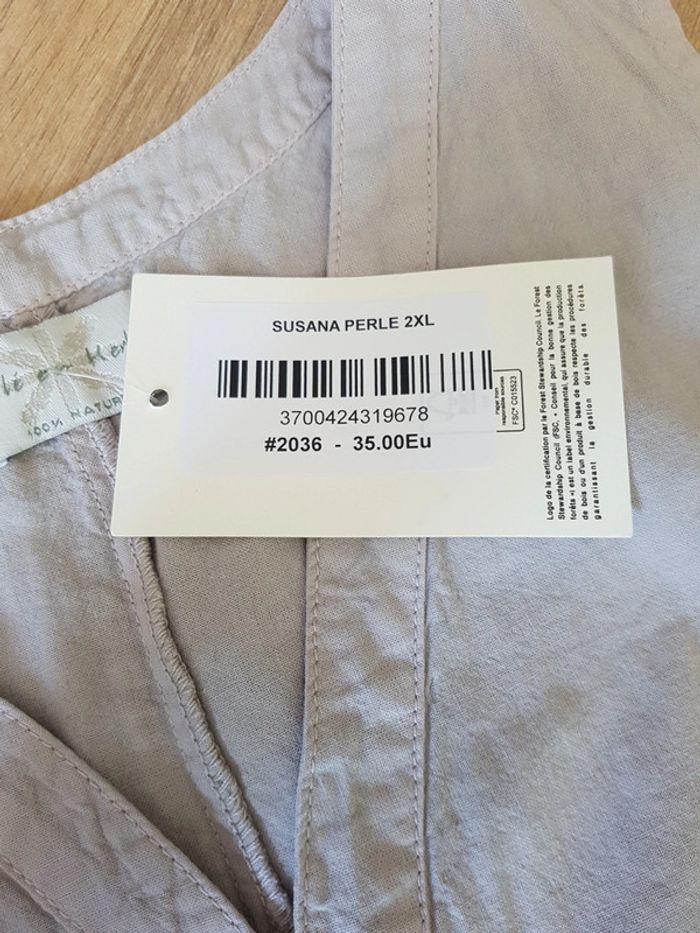 SUSANA PERLE 2XL
3700424319678
#2036 - 35.00Eu
FSC® C015523
Logo de la certification par le Forest Stewardship Council. Le Forest
Stewardship Council (FSC, « Conseil pour la bonne gestion des
forêts ») est un label environnemental, qui assure que la production
de bois ou d'un produit à base de bois respecte les procédures
garantissant la gestion durable des forêts.
lé en Herb
100% NATUR